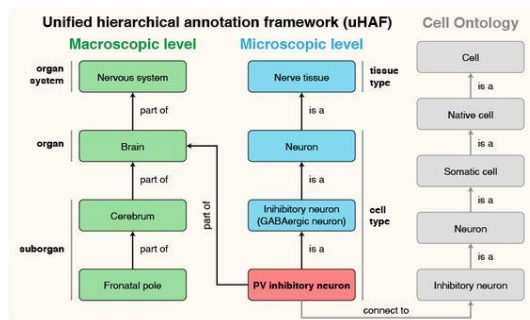 Unified hierarchical annotation framework (uHAF)
Cell Ontology
Macroscopic level
Microscopic level
organ
system
Nervous system
Nerve tissue
tissue
type
Cell
part of
is a
is a
organ
Brain
Neuron
Native cell
part of
is a
is a
part of
cell
type
Somatic cell
suborgan
Cerebrum
Inihibitory neuron
(GABAergic neuron)
is a
Neuron
part of
is a
is a
Fronatal pole
PV inhibitory neuron
Inhibitory neuron
connect to